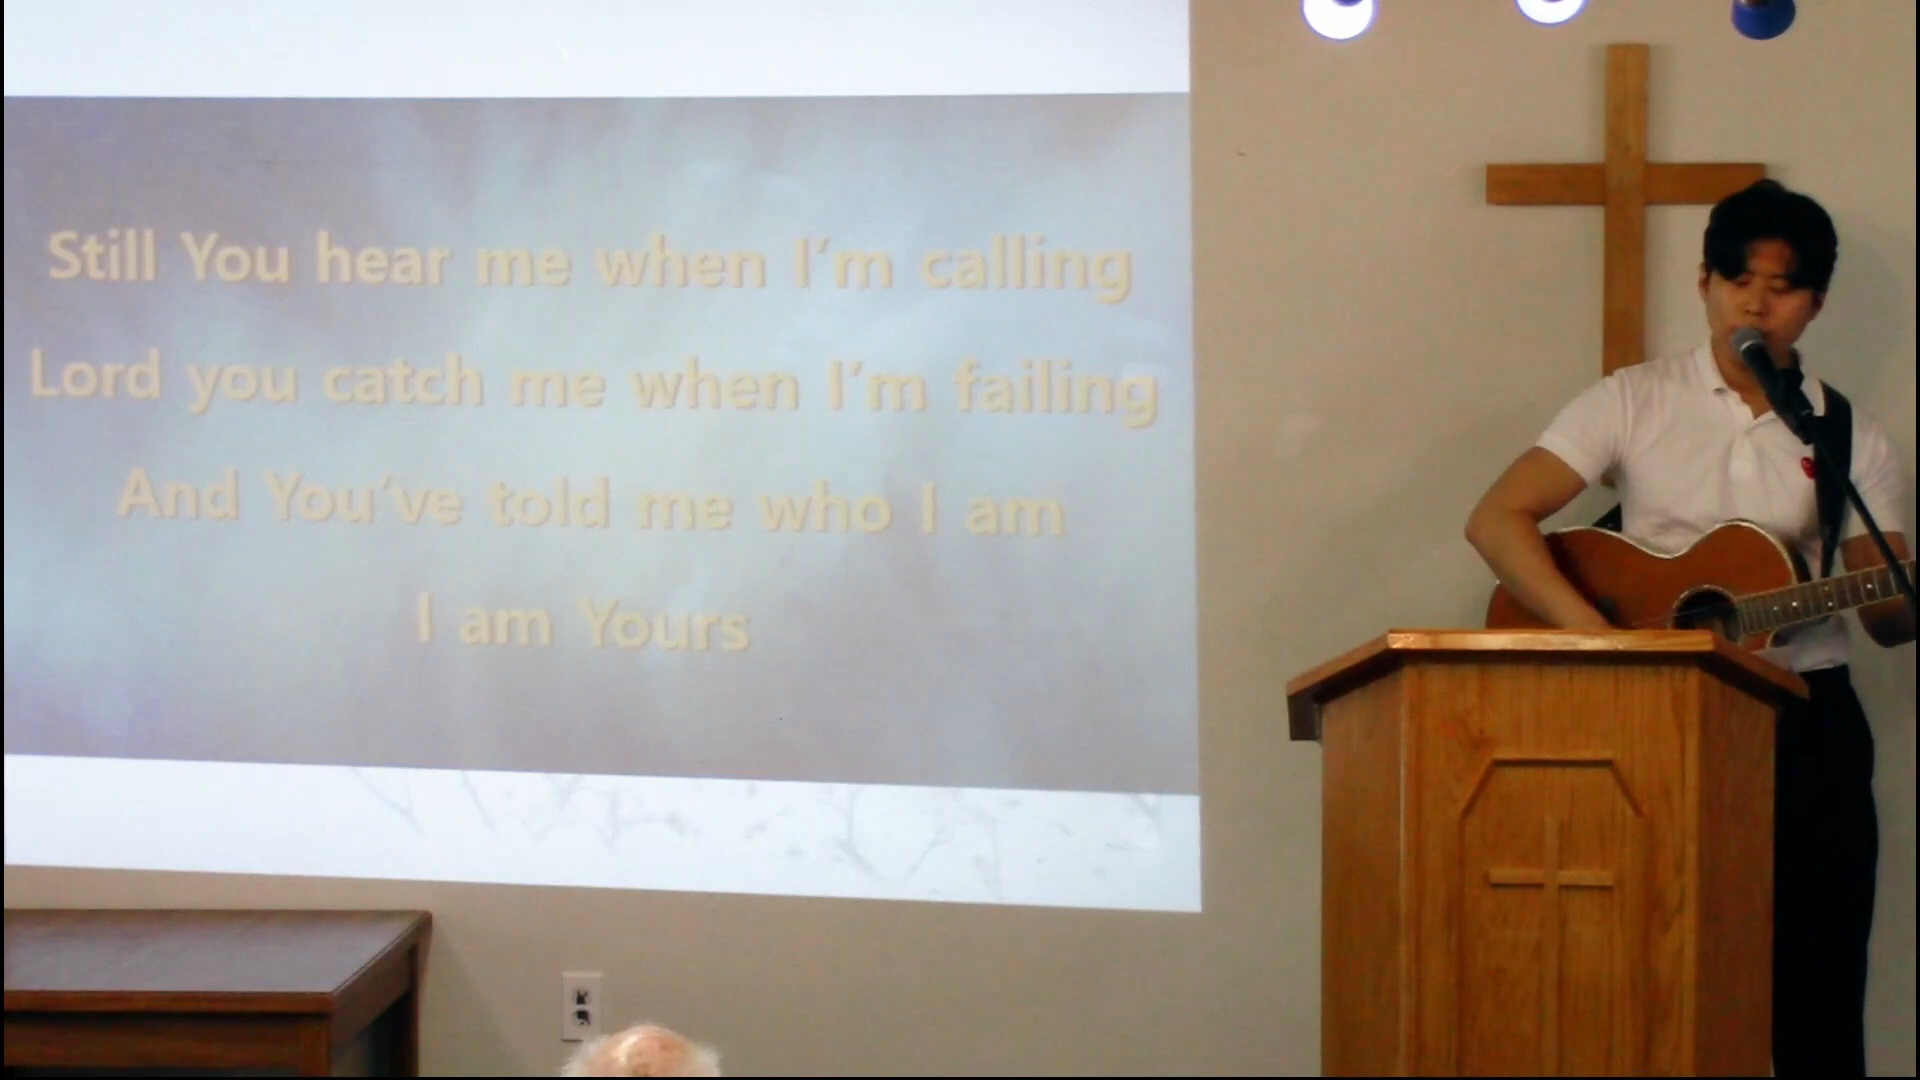 Still You hear me when I'm calling
Lord you catch me when I'm failing
And You've told me who I am
I am Yours